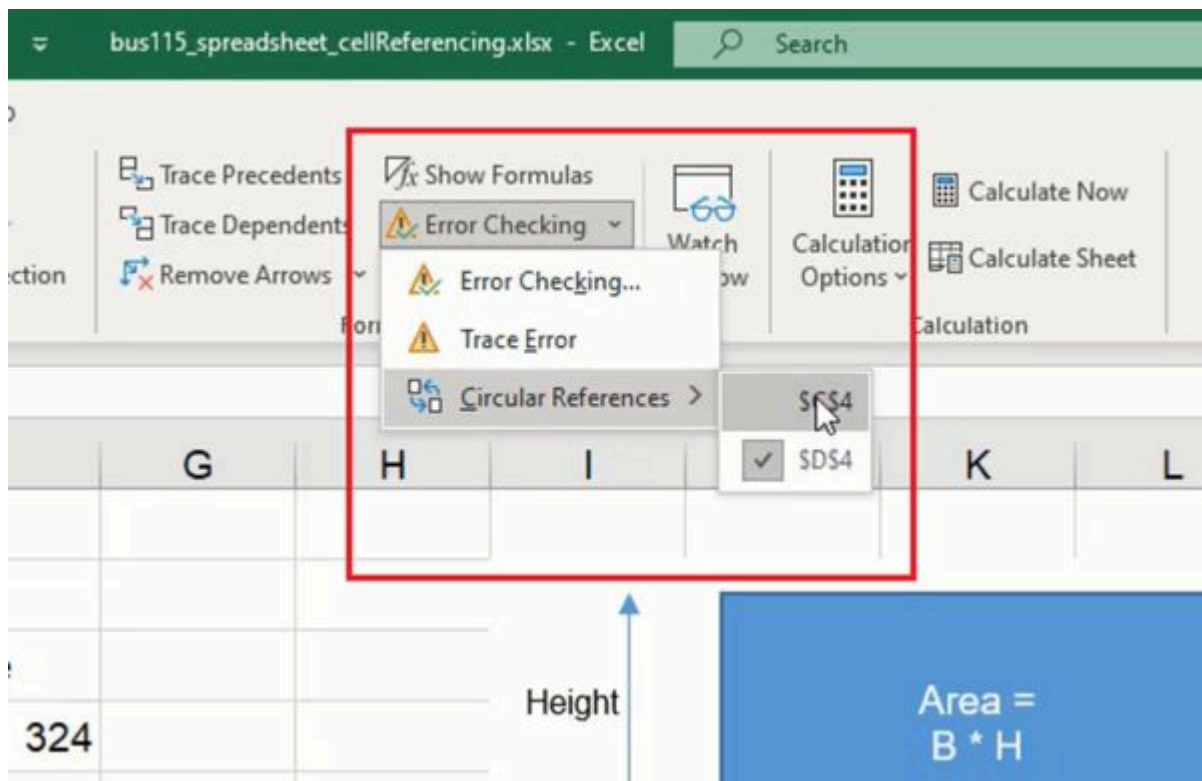 bus115_spreadsheet_cellReferencing.xlsx - Excel
Search
Trace Precedents
Show Formulas
Calculate Now
Trace Dependents
Error Checking
Watch
Calculation
Options
Calculate Sheet
Remove Arrows
Error Checking...
Calculation
Trace Error
Circular References
$C$4
$D$4
G H I K L
Height
Area =
B * H
324